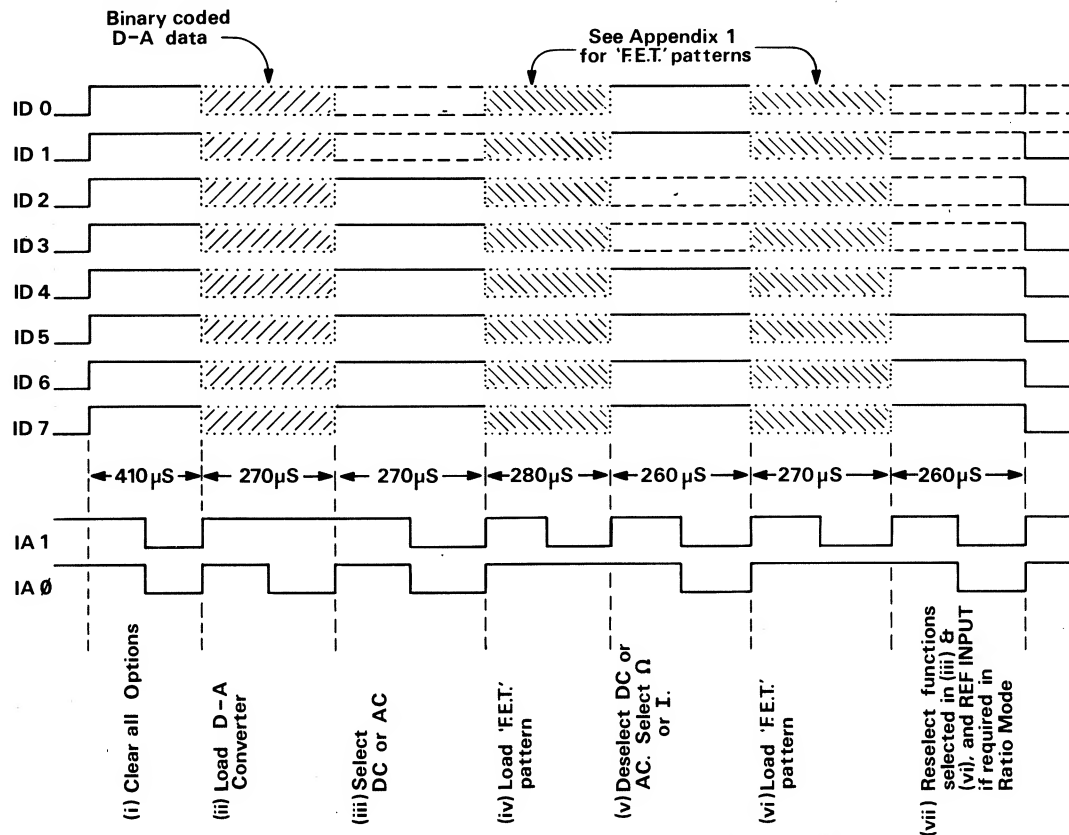 Binary coded
D-A data
See Appendix 1
for 'F.E.T.' patterns
ID 0
ID 1
ID 2
ID 3
ID 4
ID 5
ID 6
ID 7
410µS
270µS
270µS
280µS
260µS
270µS
260µS
IA 1
IA Ø
(i) Clear all Options
(ii) Load D-A
Converter
(iii) Select
DC or AC
(iv) Load 'F.E.T.'
pattern
(v) Deselect DC or
AC. Select Ω
or I.
(vi) Load 'F.E.T.'
pattern
(vii) Reselect functions
selected in (iii) &
(vi), and REF INPUT
if required in
Ratio Mode